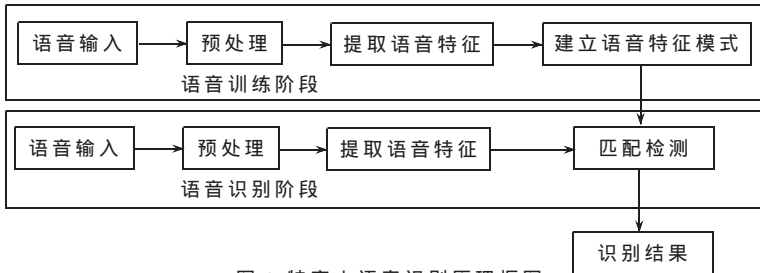 语音输入 预处理 提取语音特征 建立语音特征模式
语音训练阶段
语音输入 预处理 提取语音特征 匹配检测
语音识别阶段
识别结果